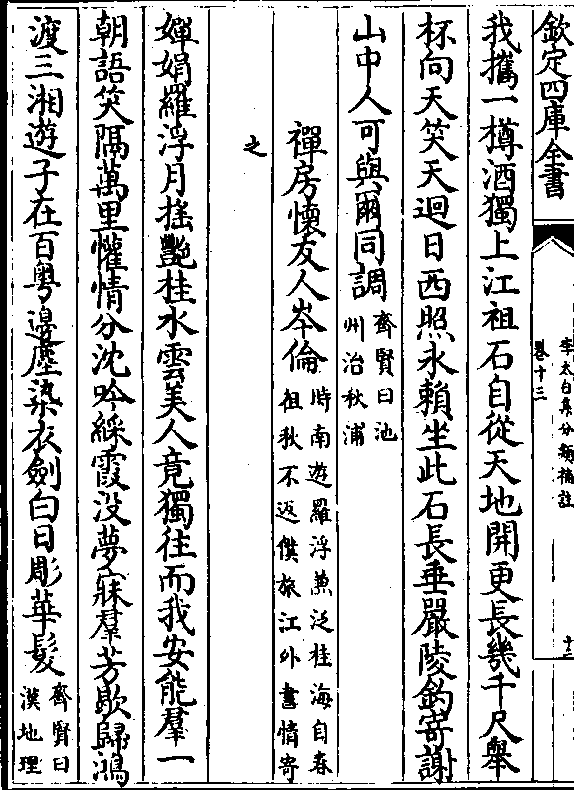 欽定四庫全書
李太白集分類補註
卷十三
十二
我攜一樽酒獨上江祖石自從天地開更長幾千尺舉
杯向天笑天迴日西照永願坐此石長垂嚴陵釣寄謝
山中人可與爾同調
齊賢曰池
州治秋浦
禪房懷友人岑倫
時南遊羅浮兼泛桂海自春
徂秋不返僕旅江外書情寄
之
嬋娟羅浮月搖艷桂水雲美人竟獨往而我安能羣一
朝語笑隔萬里懽情分沈吟綵霞没夢寐羣芳歇歸鴻
渡三湘遊子在百粤邊塵染衣劍白日彫華髮
齊賢曰
漢地理